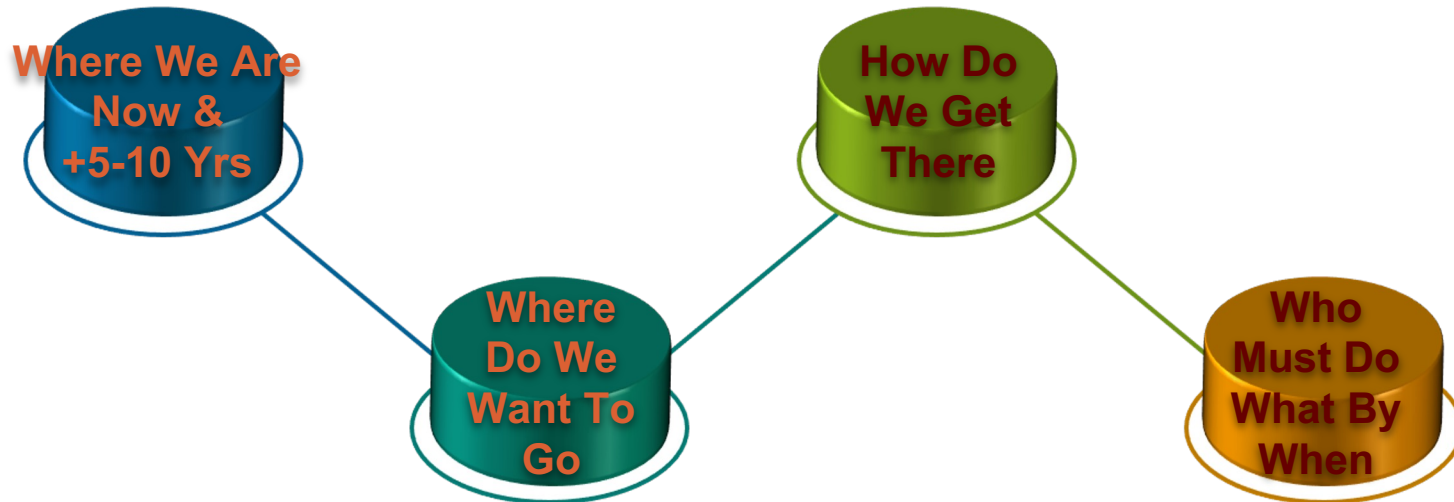 Where We Are
Now &
+5-10 Yrs
Where
Do We
Want To
Go
How Do
We Get
There
Who
Must Do
What By
When